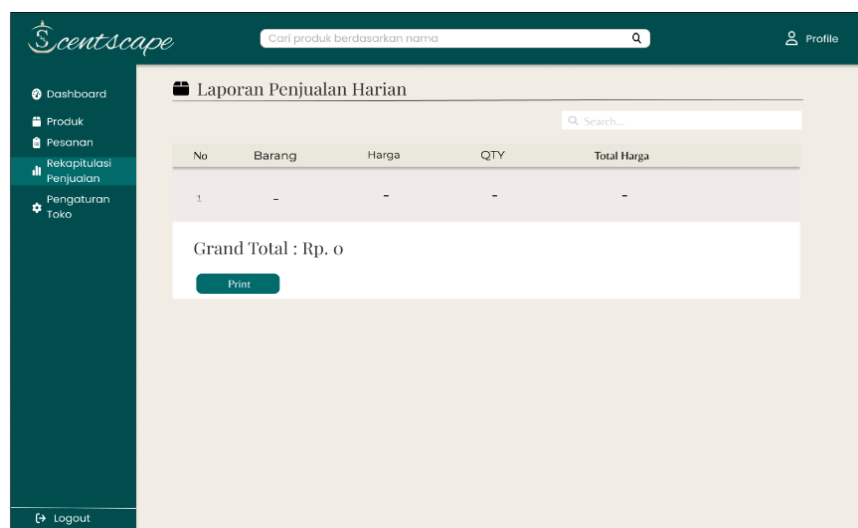 Scentscape
Cari produk berdasarkan nama
Profile
Dashboard
Produk
Pesanan
Rekapitulasi
Penjualan
Pengaturan
Toko
Logout
Laporan Penjualan Harian
Search...
No Barang Harga QTY Total Harga
1 - - - -
Grand Total : Rp. 0
Print